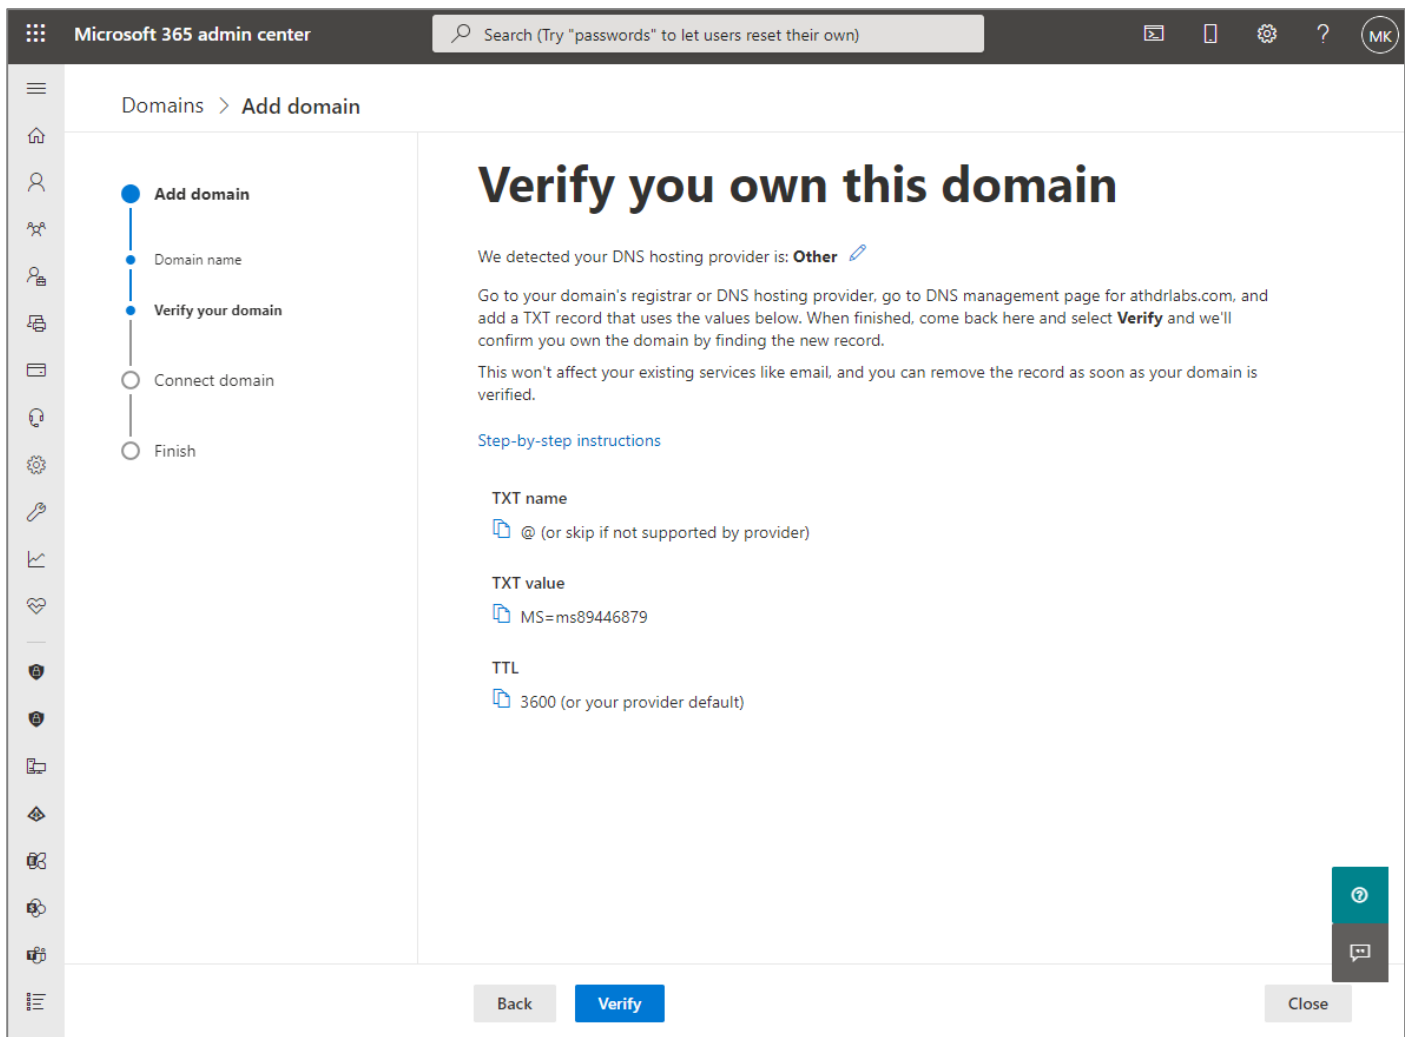 Microsoft 365 admin center
Search (Try "passwords" to let users reset their own)
MK
Domains > Add domain
Add domain
Domain name
Verify your domain
Connect domain
Finish
Verify you own this domain
We detected your DNS hosting provider is: Other
Go to your domain's registrar or DNS hosting provider, go to DNS management page for athdrlabs.com, and
add a TXT record that uses the values below. When finished, come back here and select Verify and we'll
confirm you own the domain by finding the new record.
This won't affect your existing services like email, and you can remove the record as soon as your domain is
verified.
Step-by-step instructions
TXT name
@ (or skip if not supported by provider)
TXT value
MS=ms89446879
TTL
3600 (or your provider default)
Back
Verify
Close